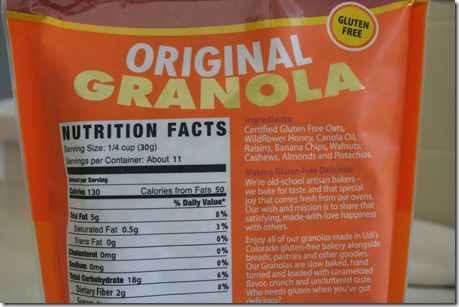 GLUTEN
FREE
ORIGINAL
GRANOLA
NUTRITION FACTS
Serving Size: 1/4 cup (30g)
Servings per Container: About 11
Amount per Serving
Calories 130 Calories from Fats 50
% Daily Value*
Total Fat 5g 8%
Saturated Fat 0.5g 3%
Trans Fat 0g 0%
Cholesterol 0mg 0%
Sodium 0mg 0%
Total Carbohydrate 18g 6%
Dietary Fiber 2g 8%
Ingredients:
Certified Gluten Free Oats,
Wildflower Honey, Canola Oil,
Raisins, Banana Chips, Walnuts,
Cashews, Almonds and Pistachios.
Making Gluten-Free Delicious:
We're old-school artisan bakers –
we bake for taste and that special
joy that comes fresh from our ovens.
Our wish and mission is to share that
satisfying, made-with-love happiness
with others.
Enjoy all of our granolas made in Udi's
Colorado gluten-free bakery alongside
breads, pastries and other goodies.
Our Granolas are slow baked, hand
turned and loaded with caramelized
flavor, crunch and uncluttered taste.
Who needs gluten when you've got
delicious?